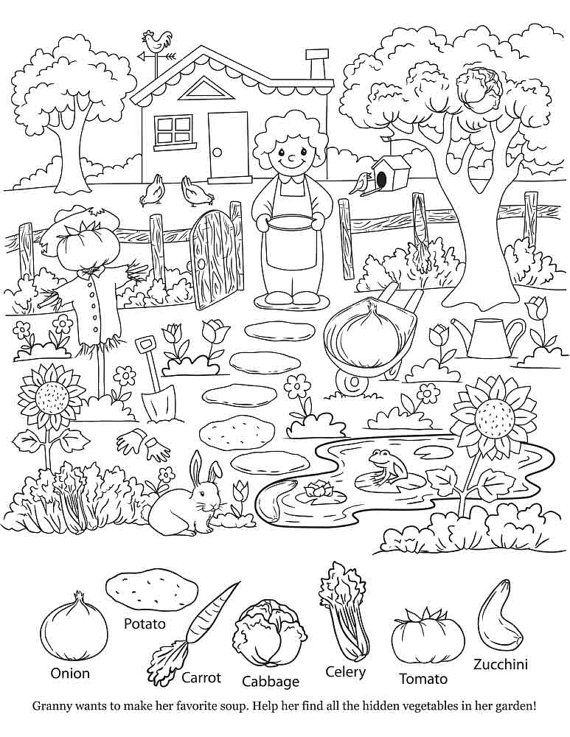 Potato
Onion
Carrot
Cabbage
Celery
Tomato
Zucchini
Granny wants to make her favorite soup. Help her find all the hidden vegetables in her garden!